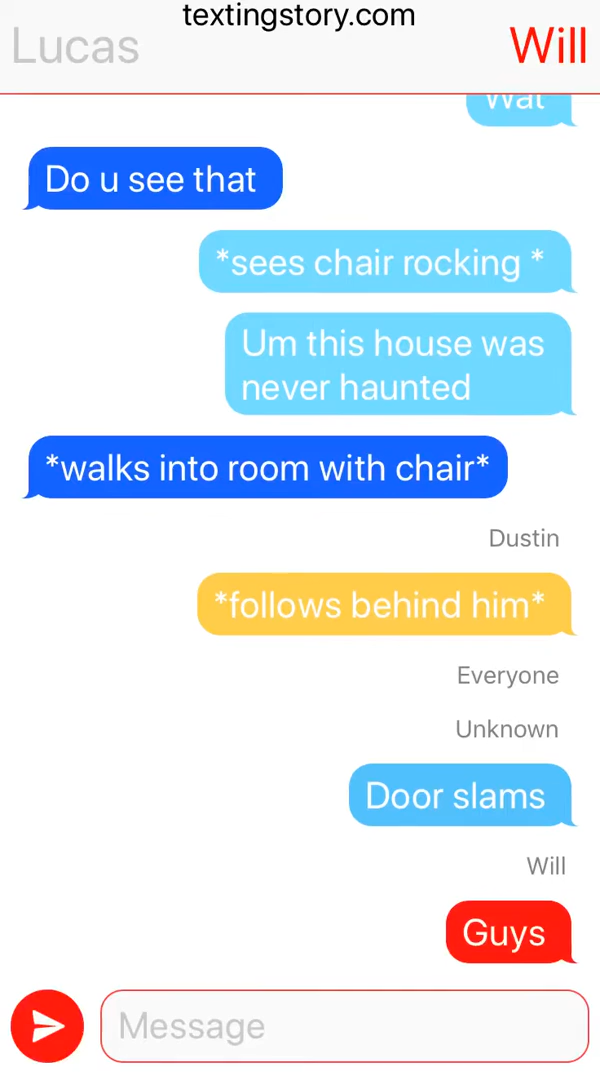 textingstory.com
Lucas
Will
Wat
Do u see that
*sees chair rocking *
Um this house was
never haunted
*walks into room with chair*
Dustin
*follows behind him*
Everyone
Unknown
Door slams
Will
Guys
Message